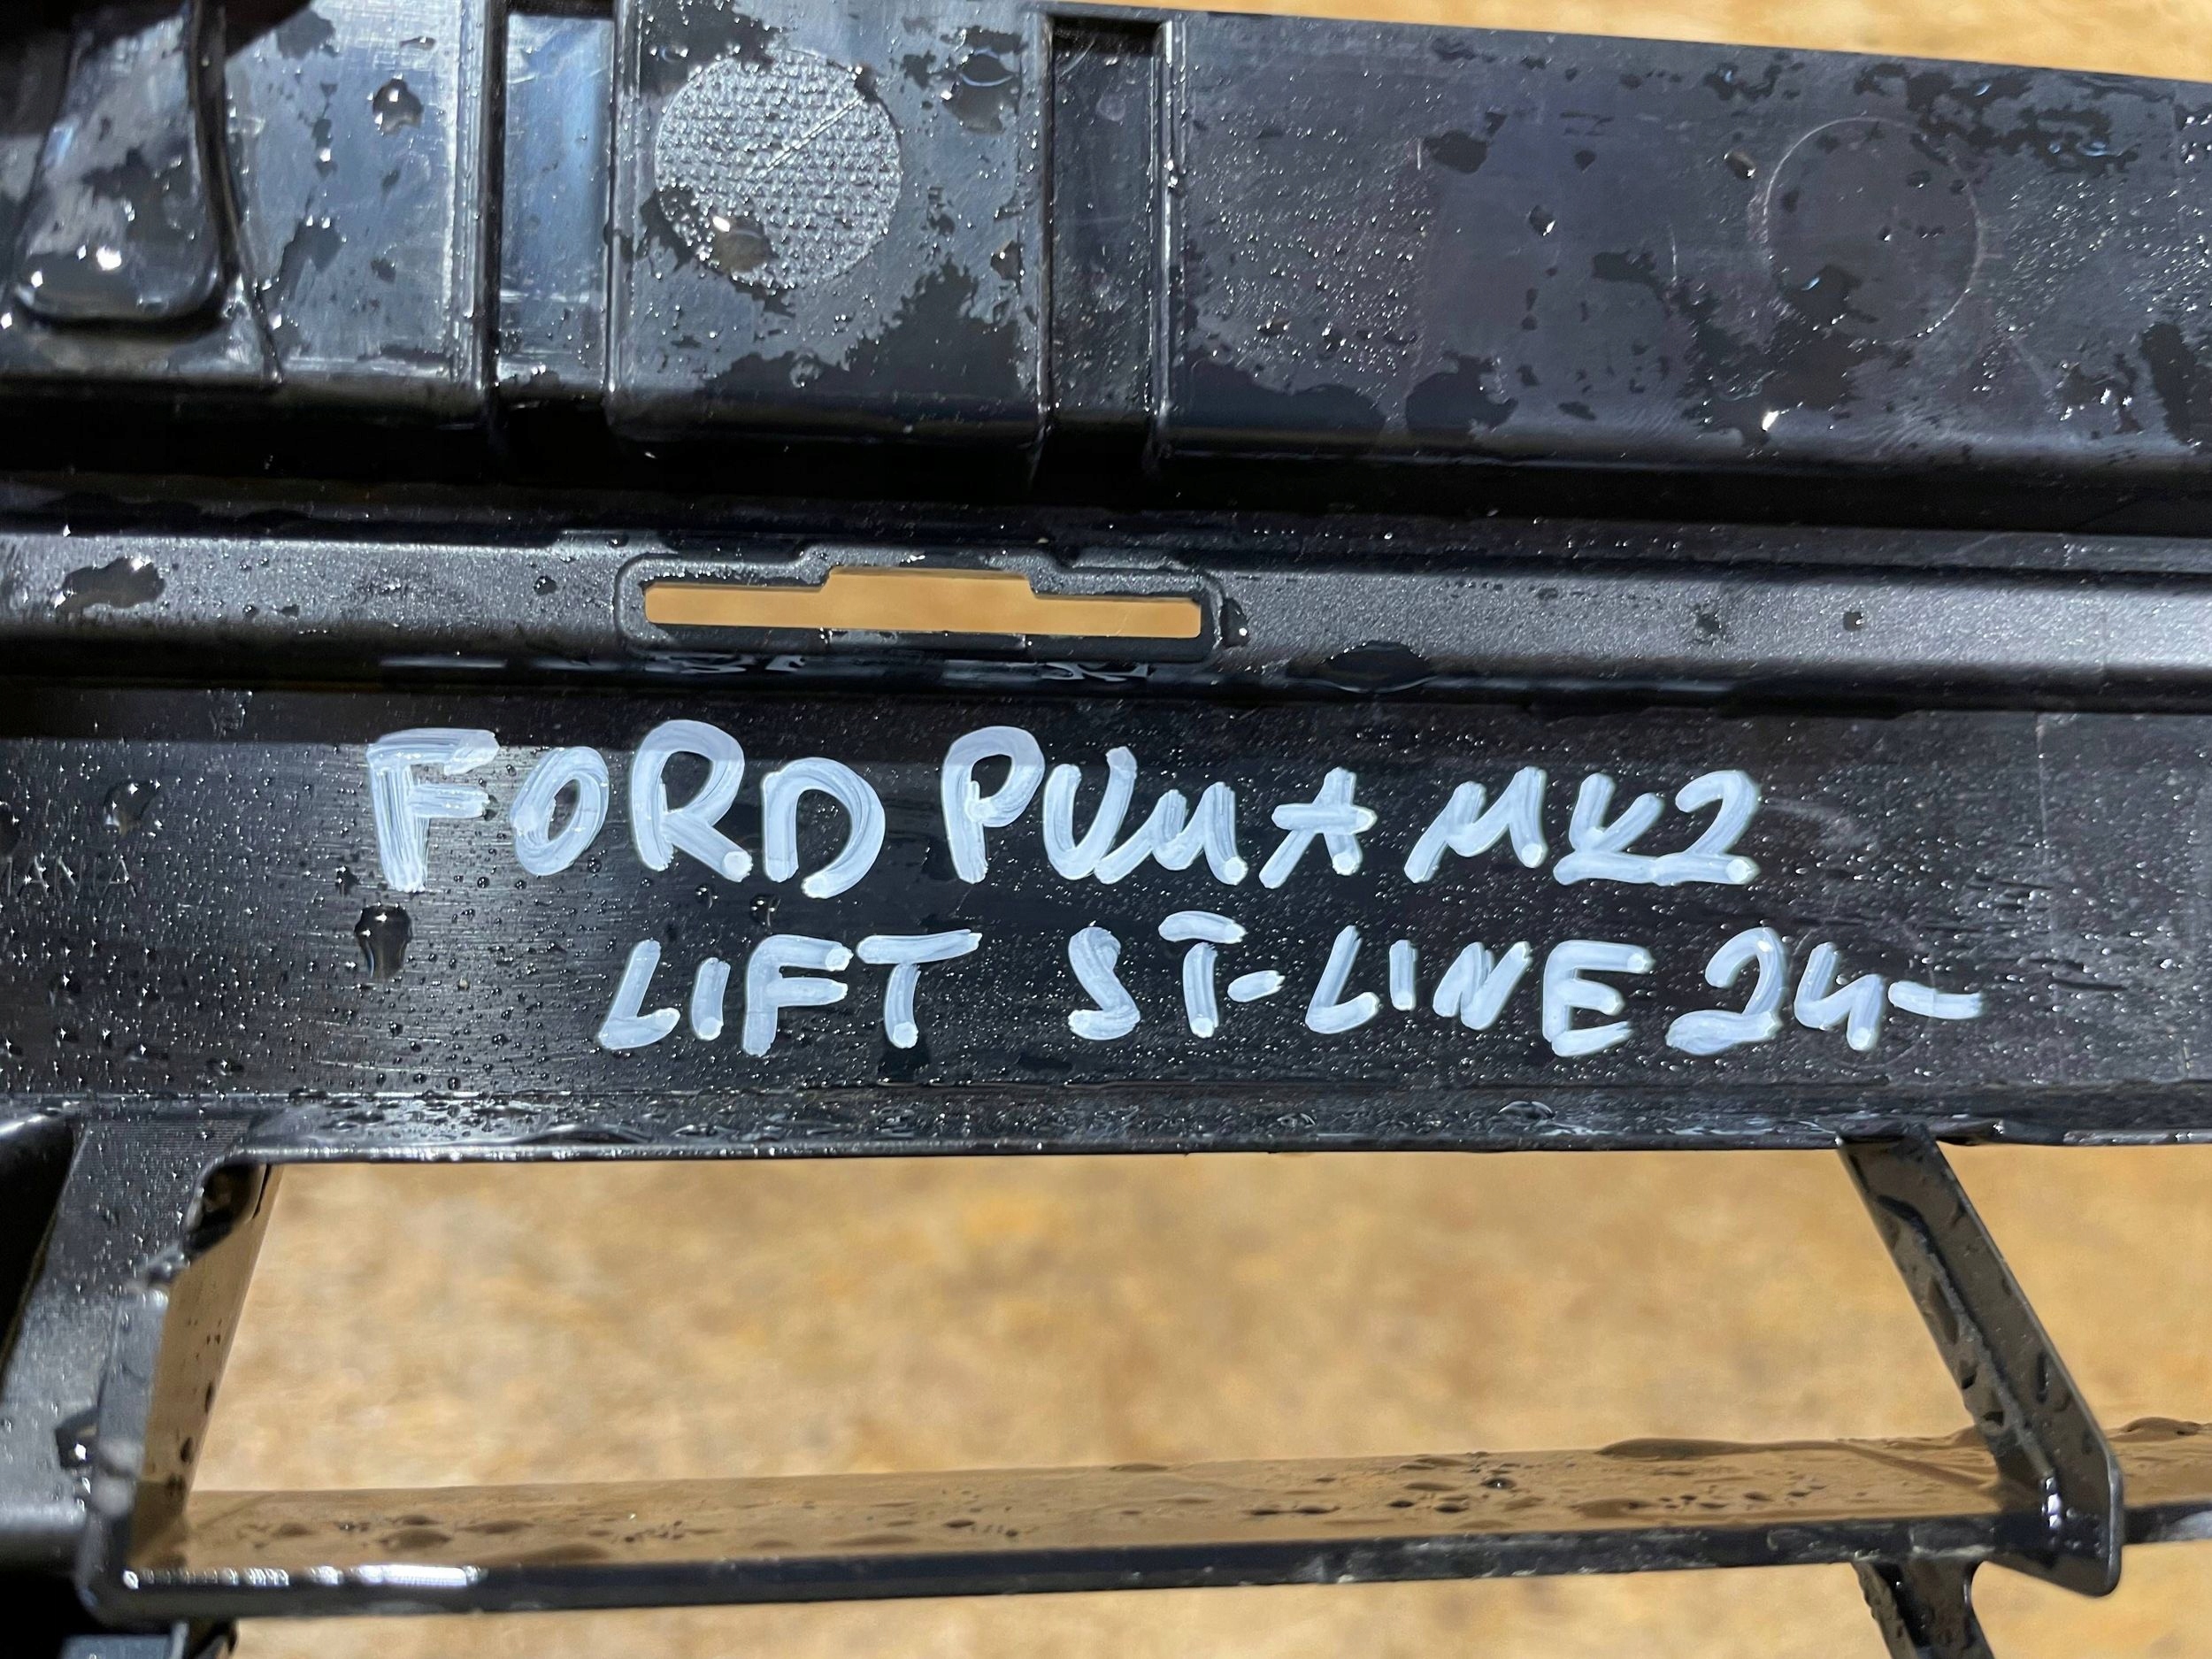 FORD PUMA MK2
LIFT ST-LINE 24-